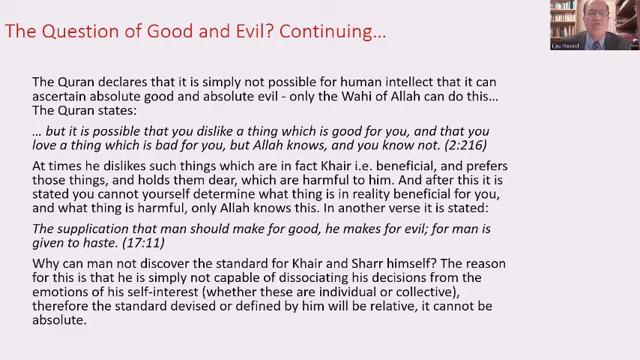 The Question of Good and Evil? Continuing...
The Quran declares that it is simply not possible for human intellect that it can
ascertain absolute good and absolute evil - only the Wahi of Allah can do this...
The Quran states:
... but it is possible that you dislike a thing which is good for you, and that you
love a thing which is bad for you, but Allah knows, and you know not. (2:216)
At times he dislikes such things which are in fact Khair i.e. beneficial, and prefers
those things, and holds them dear, which are harmful to him. And after this it is
stated you cannot yourself determine what thing is in reality beneficial for you,
and what thing is harmful, only Allah knows this. In another verse it is stated:
The supplication that man should make for good, he makes for evil; for man is
given to haste. (17:11)
Why can man not discover the standard for Khair and Sharr himself? The reason
for this is that he is simply not capable of dissociating his decisions from the
emotions of his self-interest (whether these are individual or collective),
therefore the standard devised or defined by him will be relative, it cannot be
absolute.